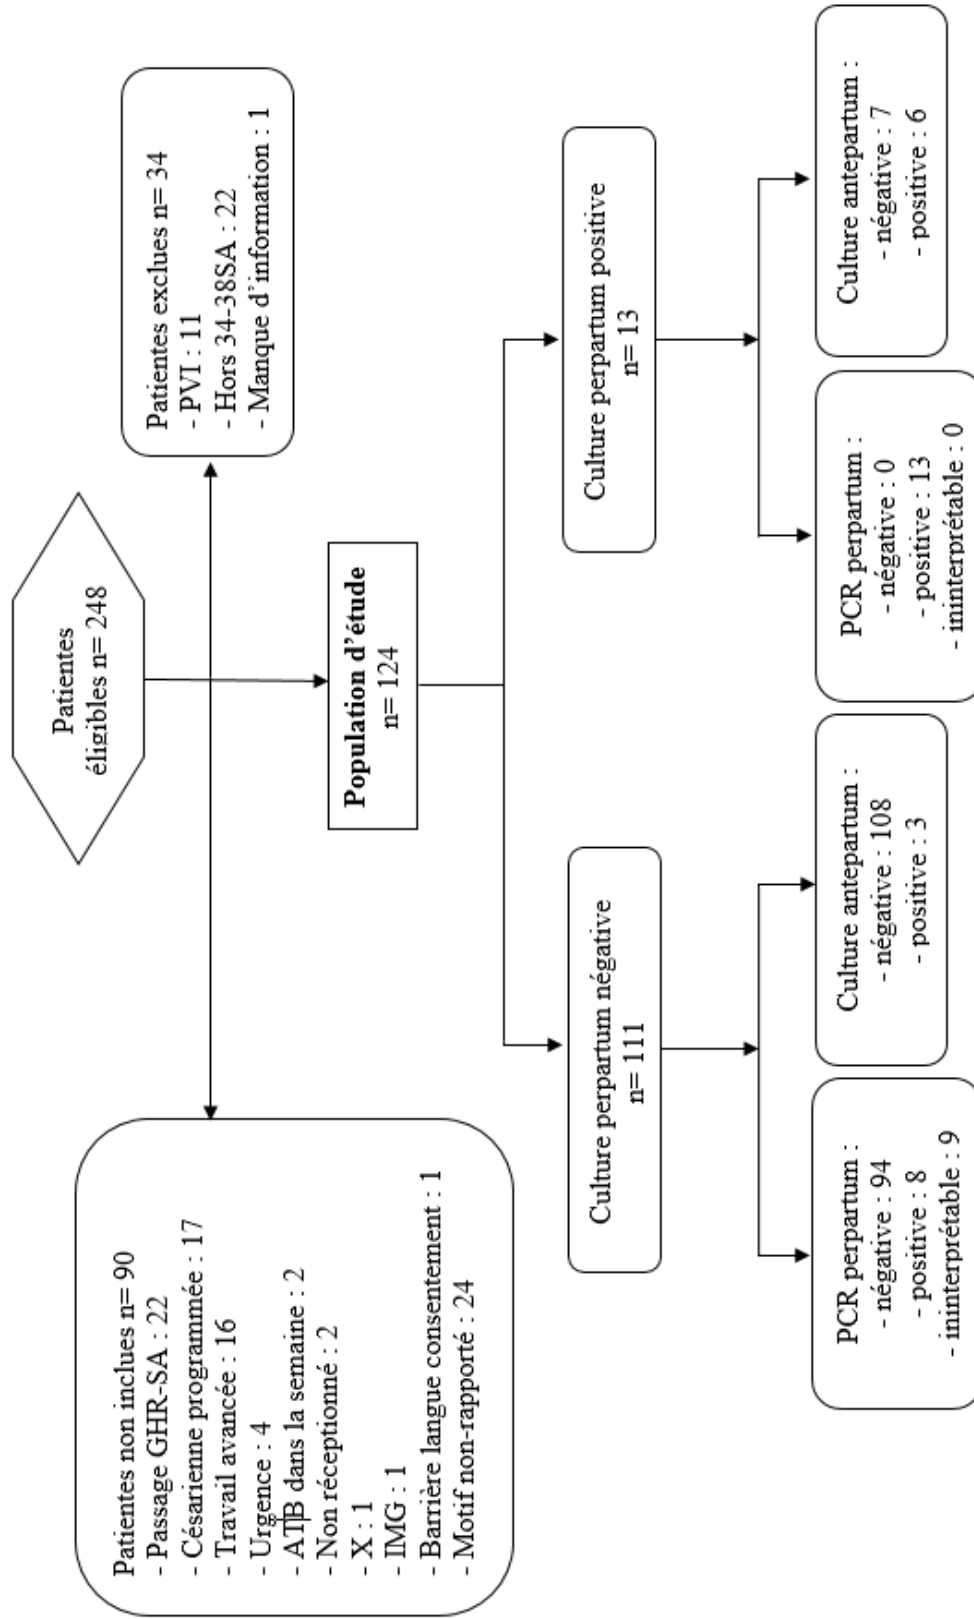 Patientes
éligibles n= 248
Patientes non inclues n= 90
- Passage GHR-SA : 22
- Césarienne programmée : 17
- Travail avancée : 16
- Urgence : 4
- ATB dans la semaine : 2
- Non réceptionné : 2
- X : 1
- IMG : 1
- Barrière langue consentement : 1
- Motif non-rapporté : 24
Patientes exclues n= 34
- PVI : 11
- Hors 34-38SA : 22
- Manque d'information : 1
Population d'étude
n= 124
Culture perpartum négative
n= 111
Culture perpartum positive
n= 13
PCR perpartum :
- négative : 94
- positive : 8
- ininprétable : 9
Culture antepartum :
- négative : 108
- positive : 3
PCR perpartum :
- négative : 0
- positive : 13
- ininprétable : 0
Culture antepartum :
- négative : 7
- positive : 6